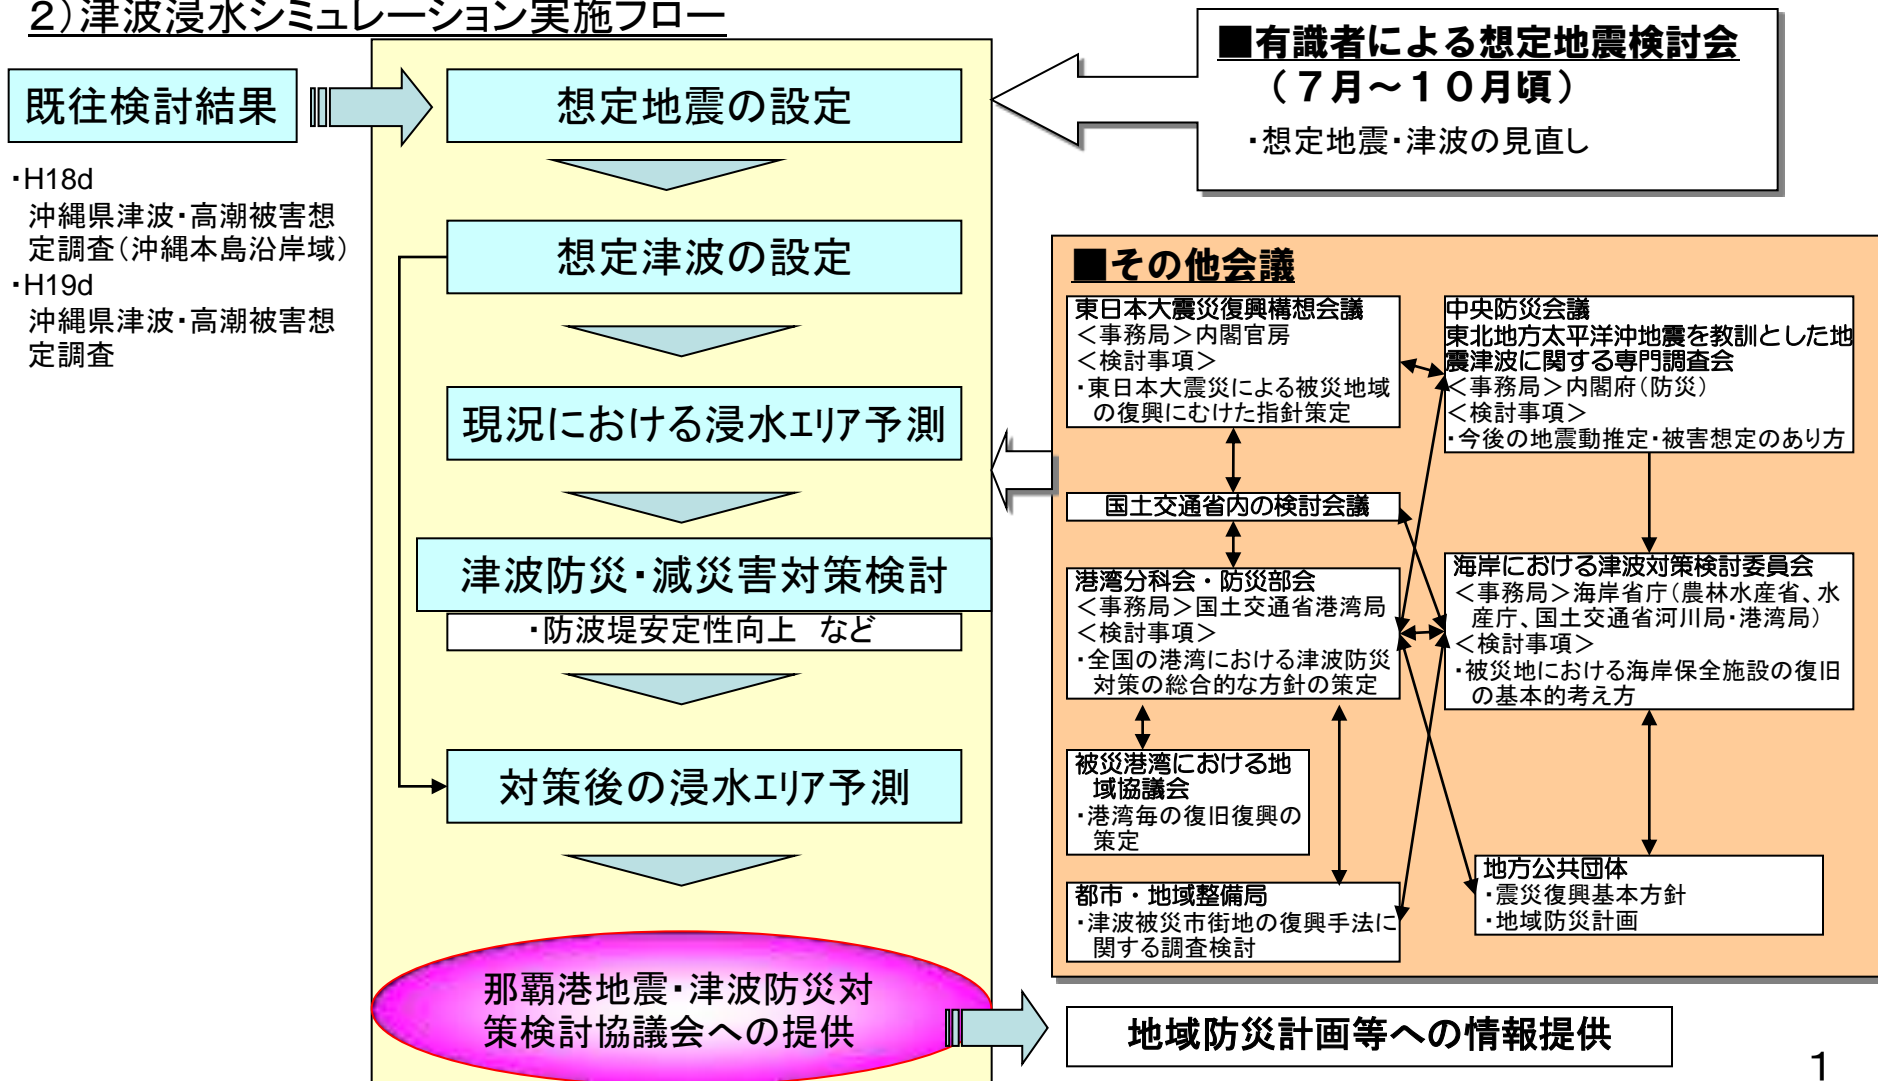 2)津波浸水シミュレーション実施フロー
既往検討結果
・H18d
沖縄県津波・高潮被害想
定調査(沖縄本島沿岸域)
・H19d
沖縄県津波・高潮被害想
定調査
想定地震の設定
想定津波の設定
現況における浸水エリア予測
津波防災・減災害対策検討
・防波堤安定性向上 など
対策後の浸水エリア予測
那覇港地震・津波防災対
策検討協議会への提供
■有識者による想定地震検討会
(7月~10月頃)
・想定地震・津波の見直し
■その他会議
東日本大震災復興構想会議
<事務局>内閣官房
<検討事項>
・東日本大震災による被災地域
の復興にむけた指針策定
国土交通省内の検討会議
港湾分科会・防災部会
<事務局>国土交通省港湾局
<検討事項>
・全国の港湾における津波防災
対策の総合的な方針の策定
被災港湾における地
域協議会
・港湾毎の復旧復興の
策定
都市・地域整備局
・津波被災市街地の復興手法に
関する調査検討
中央防災会議
東北地方太平洋沖地震を教訓とした地
震津波に関する専門調査会
<事務局>内閣府(防災)
<検討事項>
・今後の地震動推定・被害想定のあり方
海岸における津波対策検討委員会
<事務局>海岸省庁(農林水産省、水
産庁、国土交通省河川局・港湾局)
<検討事項>
・被災地における海岸保全施設の復旧
の基本的考え方
地方公共団体
・震災復興基本方針
・地域防災計画
地域防災計画等への情報提供
1